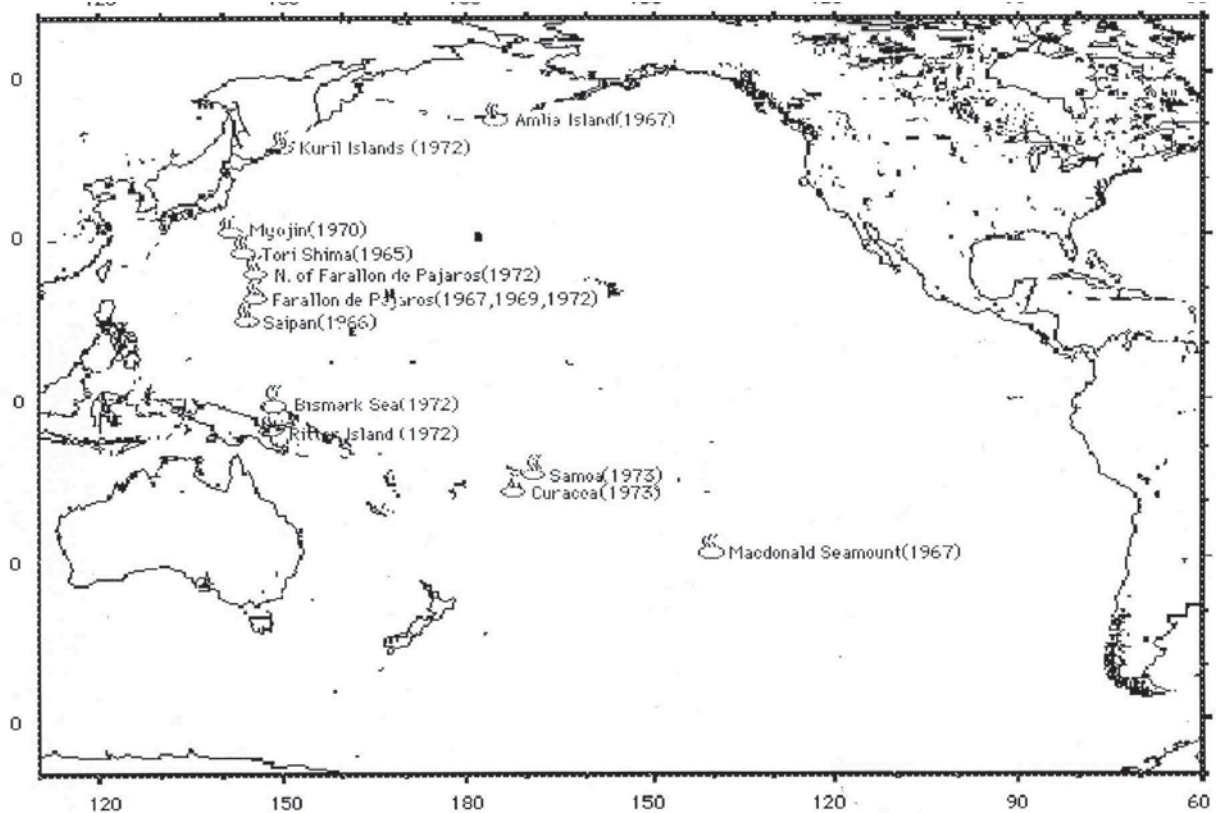 0
Amlia Island(1967)
Kuril Islands (1972)
0
Myojin(1970)
Tori Shima(1965)
N. of Farallon de Pajaros(1972)
Farallon de Pajaros(1967,1969,1972)
Saipan(1966)
0
Bismark Sea(1972)
Ritter Island (1972)
Samoa(1973)
Curacoa(1973)
0
Macdonald Seamount(1967)
0
120 150 180 150 120 90 60